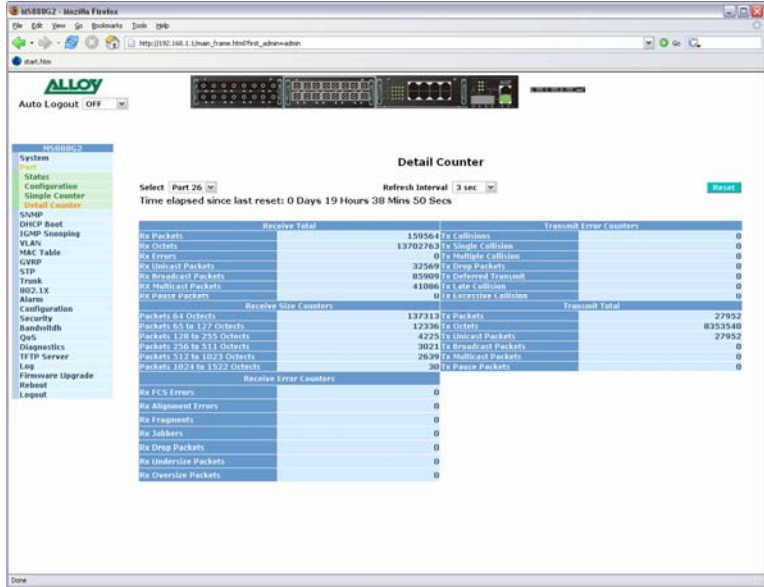 MS808G2 - Mozilla Firefox
File Edit View Go Bookmarks Tools Help
http://192.168.1.1/main_frame.html?first_admin=admin Go
start.htm
ALLOY
Auto Logout OFF
MS808G2
System
Port
Status
Configuration
Simple Counter
Detail Counter
SNMP
DHCP Boot
IGMP Snooping
VLAN
MAC Table
GVRP
STP
Trunk
802.1X
Alarm
Configuration
Security
Bandwitdh
QoS
Diagnostics
TFTP Server
Log
Firmware Upgrade
Reboot
Logout
Detail Counter
Select Port 26 Refresh Interval 3 sec Reset
Time elapsed since last reset: 0 Days 19 Hours 38 Mins 50 Secs
Receive Total Transmit Error Counters
Rx Packets 159564 Tx Collisions 0
Rx Octets 13702763 Tx Single Collision 0
Rx Errors 0 Tx Multiple Collision 0
Rx Unicast Packets 32569 Tx Drop Packets 0
Rx Broadcast Packets 85909 Tx Deferred Transmit 0
RX Multicast Packets 41086 Tx Late Collision 0
Rx Pause Packets 0 Tx Excessive Collision 0
Receive Size Counters Transmit Total
Packets 64 Octects 137313 Tx Packets 27952
Packets 65 to 127 Octects 12336 Tx Octets 8353540
Packets 128 to 255 Octects 4225 Tx Unicast Packets 27952
Packets 256 to 511 Octects 3021 Tx Broadcast Packets 0
Packets 512 to 1023 Octects 2639 Tx Multicast Packets 0
Packets 1024 to 1522 Octects 30 Tx Pause Packets 0
Receive Error Counters
Rx FCS Errors 0
Rx Alignment Errors 0
Rx Fragments 0
Rx Jabbers 0
Rx Drop Packets 0
Rx Undersize Packets 0
Rx Oversize Packets 0
Done